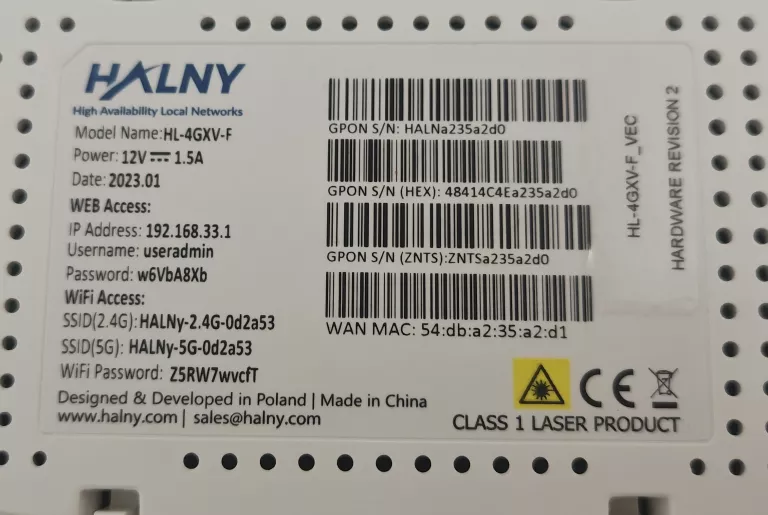 HALNY
High Availability Local Networks
Model Name:HL-4GXV-F
Power: 12V 1.5A
Date: 2023.01
WEB Access:
IP Address: 192.168.33.1
Username: useradmin
Password: w6VbA8Xb
WiFi Access:
SSID(2.4G):HALNy-2.4G-0d2a53
SSID(5G): HALNy-5G-0d2a53
WiFi Password: Z5RW7wvcfT
Designed & Developed in Poland | Made in China
www.halny.com | sales@halny.com
GPON S/N: HALNa235a2d0
GPON S/N (HEX): 48414C4Ea235a2d0
GPON S/N (ZNTS):ZNTSa235a2d0
WAN MAC: 54:db:a2:35:a2:d1
CE
CLASS 1 LASER PRODUCT
HL-4GXV-F_VEC
HARDWARE REVISION 2